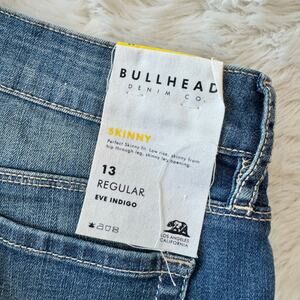 BULLHEAD
DENIM CO.
SKINNY
Perfect Skinny fit. Low rise, skinny from
hip through leg, skinny leg opening.
13
REGULAR
EVE INDIGO
LOS ANGELES
CALIFORNIA